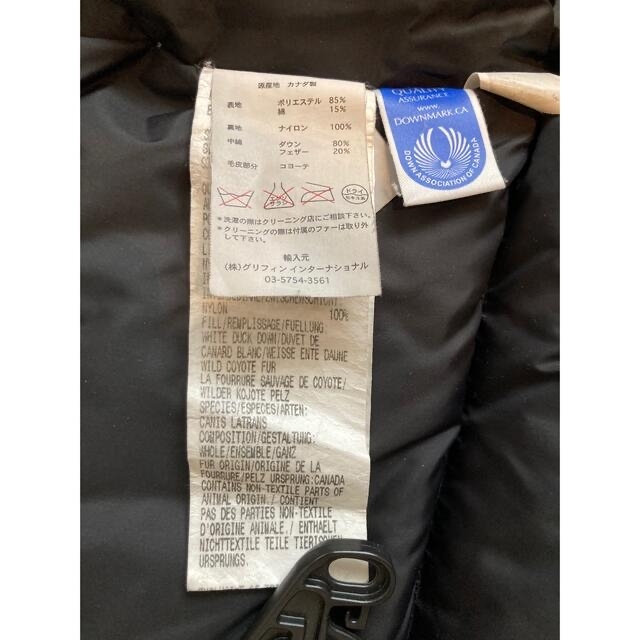 原産地 カナダ製
表地 ポリエステル 85%
綿 15%
裏地 ナイロン 100%
中綿 ダウン 80%
フェザー 20%
毛皮部分 コヨーテ
ドライ
セキユ系
*洗濯の際はクリーニング店にご相談下さい。
*クリーニングの際は付属のファーは取り外して下さい。
輸入元
(株)グリフィン インターナショナル
03-5754-3561
QUALITY
ASSURANCE
WWW.
DOWNMARK.CA
DOWN ASSOCIATION OF CANADA
NYLON 100%
FILL/REMPLISSAGE/FUELLUNG:
WHITE DUCK DOWN/DUVET DE
CANARD BLANC/WEISSE ENTE DAUNE
WILD COYOTE FUR
LA FOURRURE SAUVAGE DE COYOTE/
WILDER KOJOTE PELZ
SPECIES/ESPECES/ARTEN:
CANIS LATRANS
COMPOSITION/GESTALTUNG:
WHOLE/ENSEMBLE/GANZ
FUR ORIGIN/ORIGINE DE LA
FOURRURE/PELZ URSPRUNG:CANADA
CONTAINS NON-TEXTILE PARTS OF
ANIMAL ORIGIN./ CONTIENT
PAS DES PARTIES NON-TEXTILE
D'ORIGINE ANIMALE./ ENTHAELT
NICHTTEXTILE TEILE TIERISCHEN
URSPRUNGS.